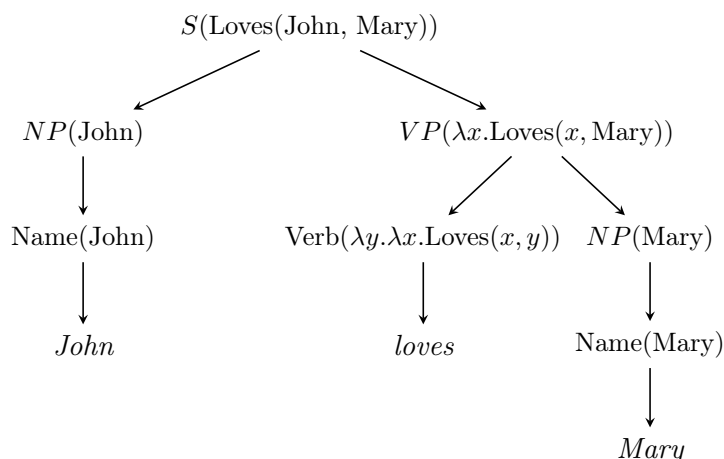 S(Loves(John, Mary))
NP(John) VP(λx.Loves(x, Mary))
Name(John) Verb(λy.λx.Loves(x, y)) NP(Mary)
John loves Name(Mary)
Mary